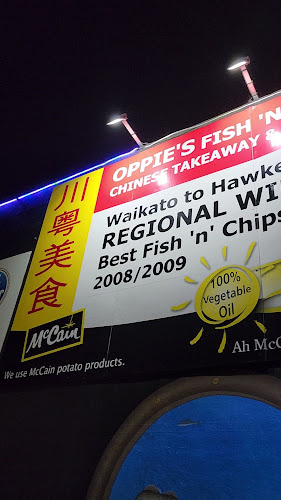 OPPIE'S FISH 'N
CHINESE TAKEAWAY &
川粤美食
Waikato to Hawke
REGIONAL WI
Best Fish 'n' Chips
2008/2009
100%
Vegetable
Oil
McCain
Ah McC
We use McCain potato products.